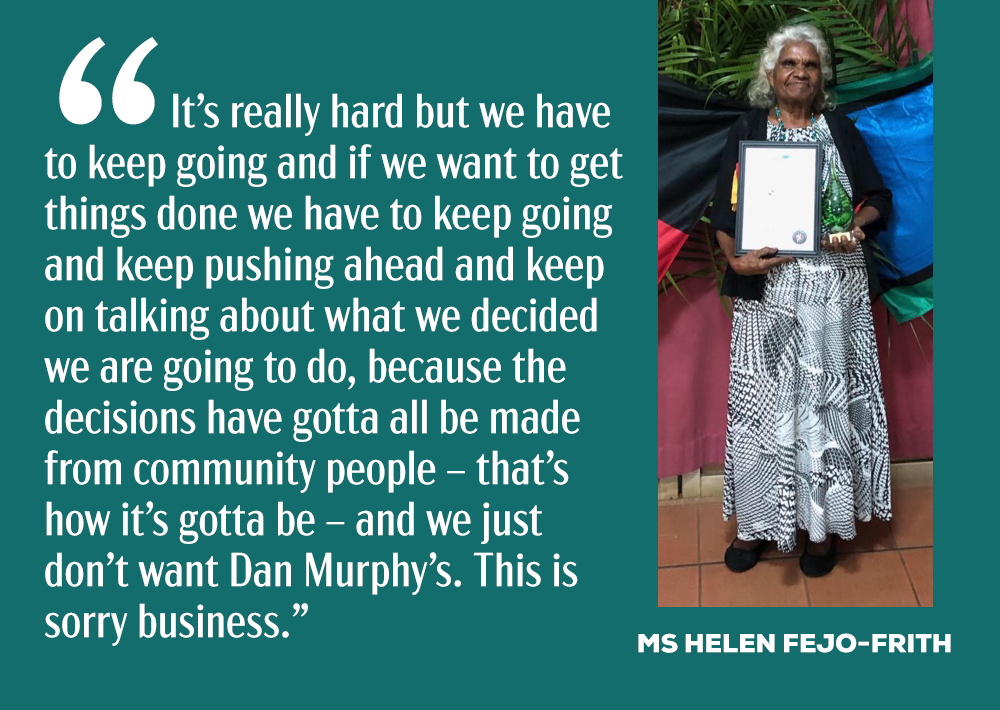 “It’s really hard but we have
to keep going and if we want to get
things done we have to keep going
and keep pushing ahead and keep
on talking about what we decided
we are going to do, because the
decisions have gotta all be made
from community people – that’s
how it’s gotta be – and we just
don’t want Dan Murphy’s. This is
sorry business.”
MS HELEN FEJO-FRITH